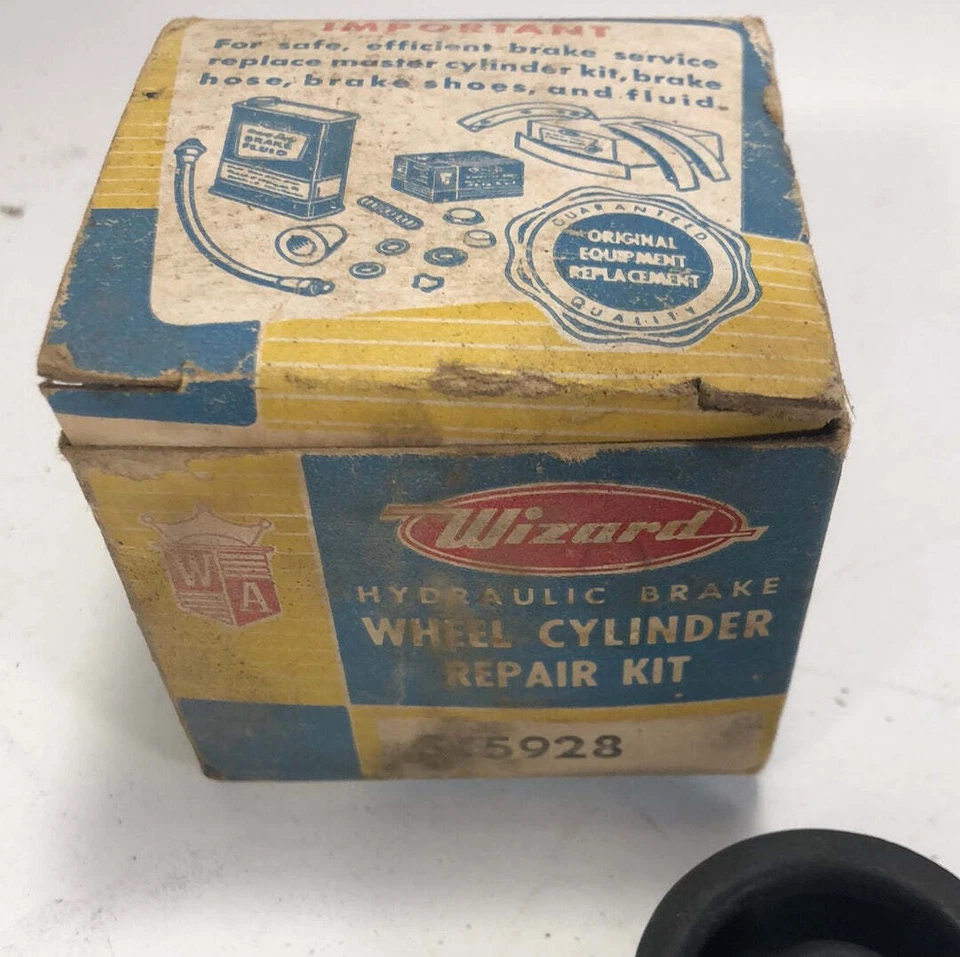 IMPORTANT
For safe, efficient brake service
replace master cylinder kit, brake
hose, brake shoes, and fluid.
BRAKE
FLUID
GUARANTEED
ORIGINAL
EQUIPMENT
REPLACEMENT
QUALITY
Wizard
W
A
HYDRAULIC BRAKE
WHEEL CYLINDER
REPAIR KIT
5928